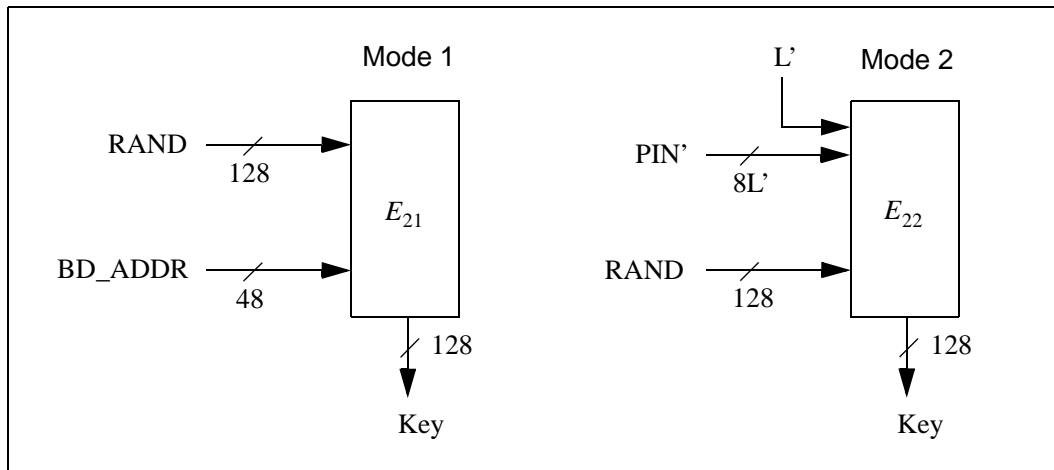 Mode 1
RAND
128
E21
BD_ADDR
48
128
Key
L’
Mode 2
PIN’
8L’
E22
RAND
128
128
Key